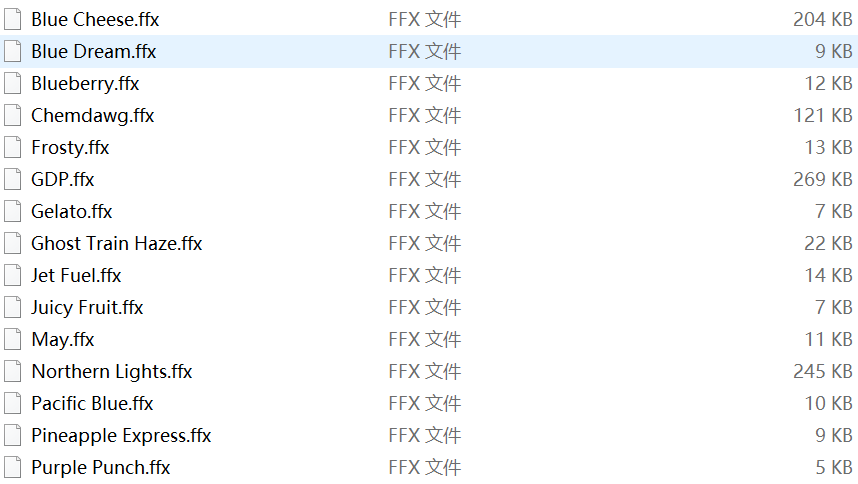 Blue Cheese.ffx FFX 文件 204 KB
Blue Dream.ffx FFX 文件 9 KB
Blueberry.ffx FFX 文件 12 KB
Chemdawg.ffx FFX 文件 121 KB
Frosty.ffx FFX 文件 13 KB
GDP.ffx FFX 文件 269 KB
Gelato.ffx FFX 文件 7 KB
Ghost Train Haze.ffx FFX 文件 22 KB
Jet Fuel.ffx FFX 文件 14 KB
Juicy Fruit.ffx FFX 文件 7 KB
May.ffx FFX 文件 11 KB
Northern Lights.ffx FFX 文件 245 KB
Pacific Blue.ffx FFX 文件 10 KB
Pineapple Express.ffx FFX 文件 9 KB
Purple Punch.ffx FFX 文件 5 KB